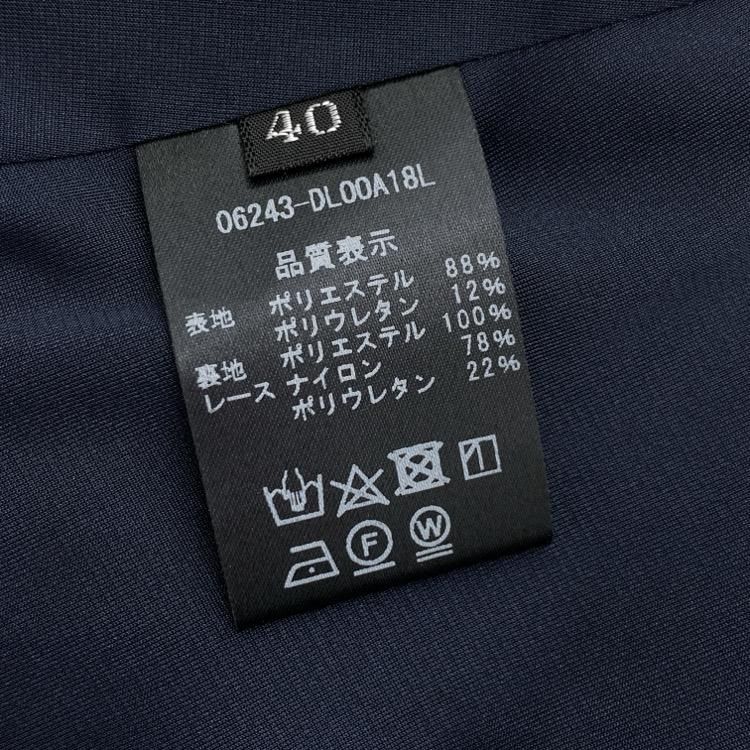 40
06243-DL00A18L
品質表示
表地 ポリエステル 88%
ポリウレタン 12%
裏地 ポリエステル 100%
レース ナイロン 78%
ポリウレタン 22%
F W